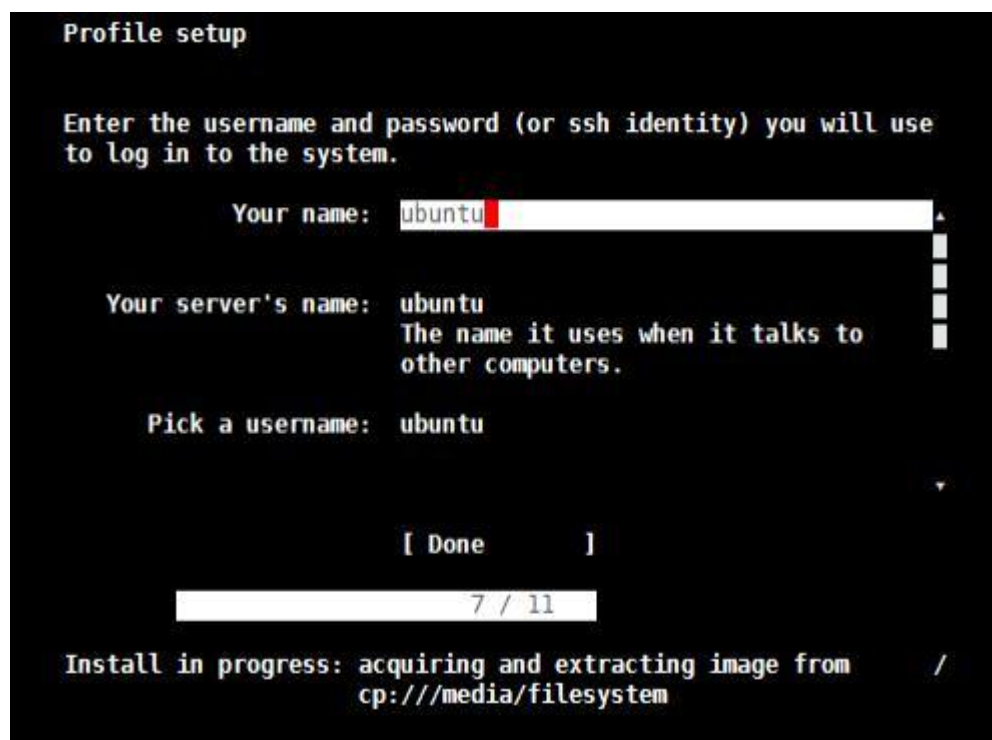 Profile setup
Enter the username and password (or ssh identity) you will use
to log in to the system.
Your name: ubuntu
Your server's name: ubuntu
The name it uses when it talks to
other computers.
Pick a username: ubuntu
[ Done ]
7 / 11
Install in progress: acquiring and extracting image from /
cp:///media/filesystem